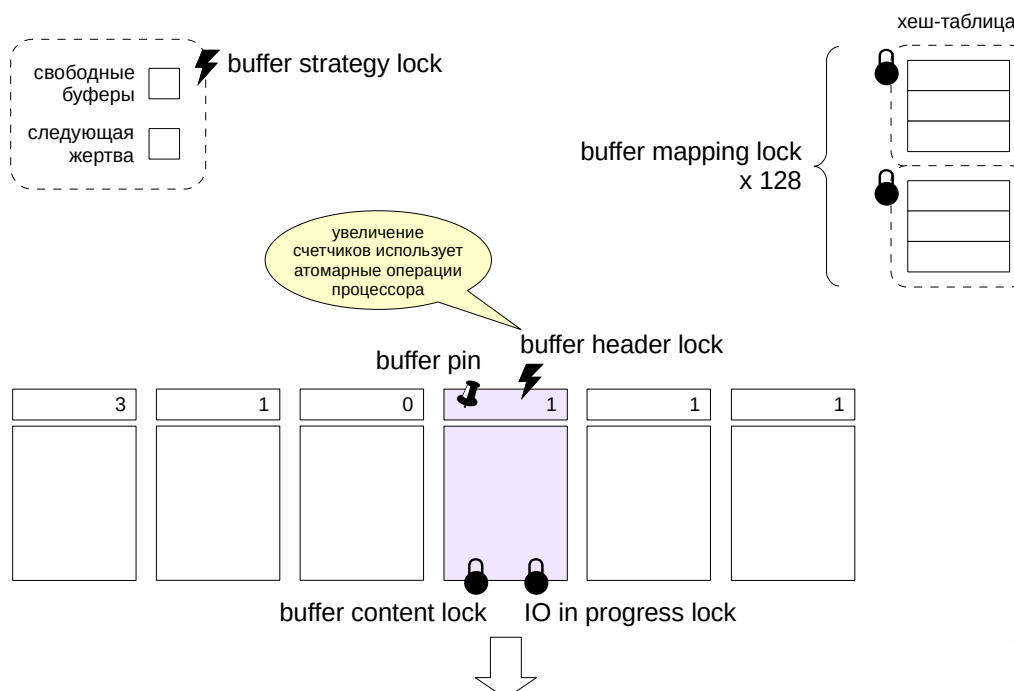 хеш-таблица
buffer strategy lock
свободные
буферы
следующая
жертва
buffer mapping lock
x 128
увеличение
счетчиков использует
атомарные операции
процессора
buffer header lock
buffer pin
3 1 0 1 1 1
buffer content lock IO in progress lock